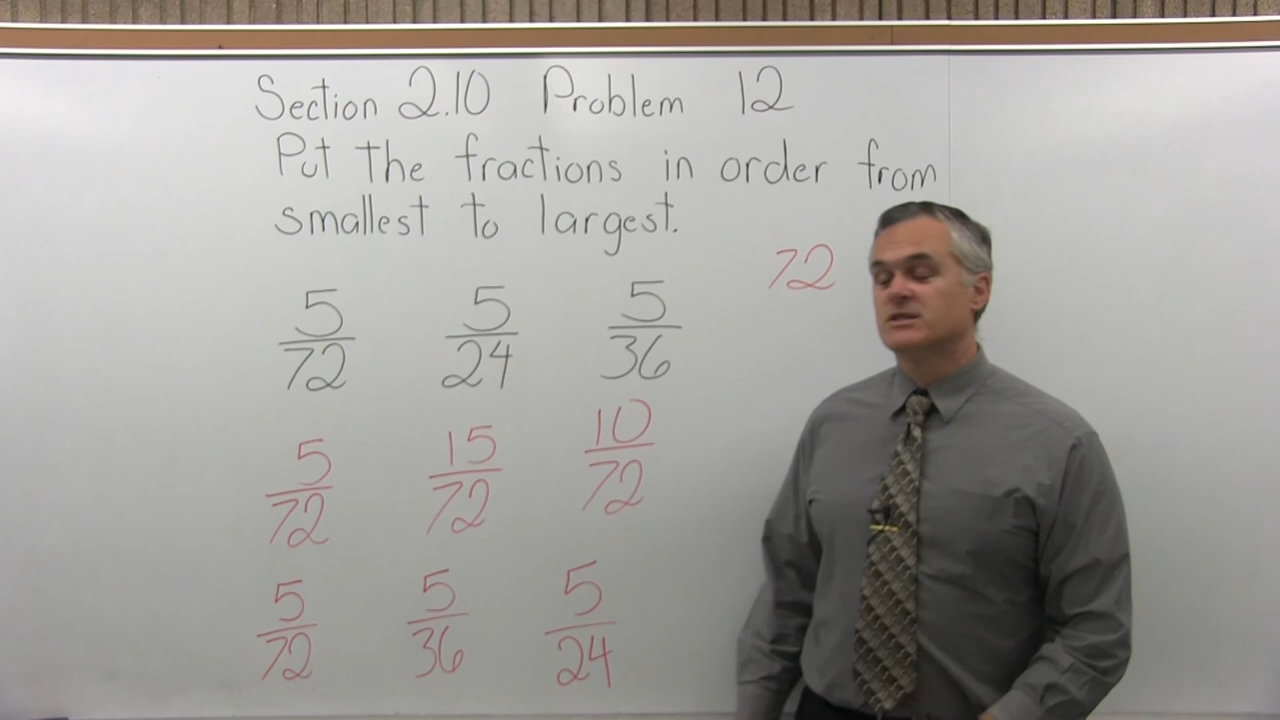 Section 2.10 Problem 12
Put the fractions in order from
smallest to largest.
72
5/72 5/24 5/36
5/72 15/72 10/72
5/72 5/36 5/24